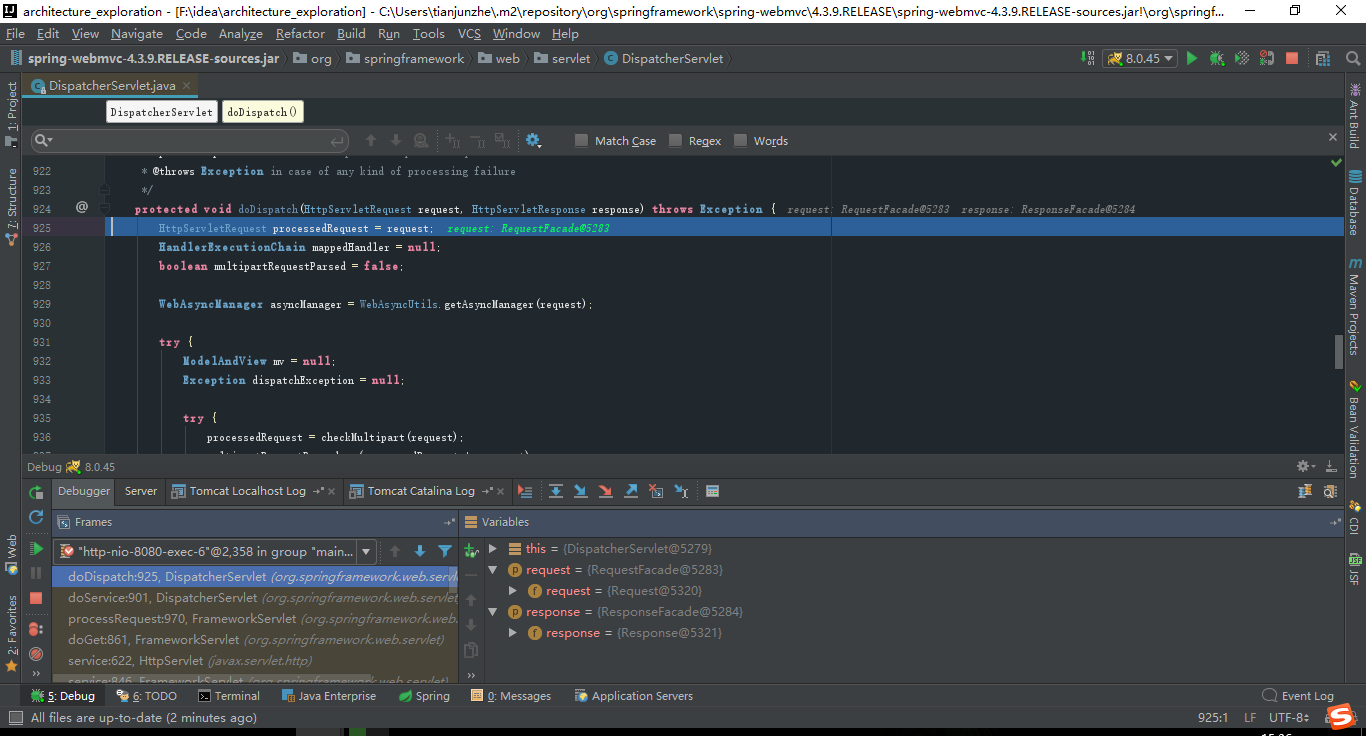 architecture_exploration - [F:\idea\architecture_exploration] - C:\Users\tianjunzhe\.m2\repository\org\springframework\spring-webmvc\4.3.9.RELEASE\spring-webmvc-4.3.9.RELEASE-sources.jar!\org\springf...
File Edit View Navigate Code Analyze Refactor Build Run Tools VCS Window Help
spring-webmvc-4.3.9.RELEASE-sources.jar org springframework web servlet DispatcherServlet 8.0.45
DispatcherServlet.java
DispatcherServlet doDispatch()
Match Case Regex Words
922 * @throws Exception in case of any kind of processing failure
923 */
924 @ protected void doDispatch(HttpServletRequest request, HttpServletResponse response) throws Exception { request: RequestFacade@5283 response: ResponseFacade@5284
925 HttpServletRequest processedRequest = request; request: RequestFacade@5283
926 HandlerExecutionChain mappedHandler = null;
927 boolean multipartRequestParsed = false;
928
929 WebAsyncManager asyncManager = WebAsyncUtils.getAsyncManager(request);
930
931 try {
932 ModelAndView mv = null;
933 Exception dispatchException = null;
934
935 try {
936 processedRequest = checkMultipart(request);
1: Project
7: Structure
Web
2: Favorites
Ant Build
Database
Maven Projects
Bean Validation
CDI
JSF
Debug 8.0.45
Debugger Server Tomcat Localhost Log Tomcat Catalina Log
Frames
"http-nio-8080-exec-6"@2,358 in group "main...
doDispatch:925, DispatcherServlet (org.springframework.web.servl
doService:901, DispatcherServlet (org.springframework.web.servlet
processRequest:970, FrameworkServlet (org.springframework.web.
doGet:861, FrameworkServlet (org.springframework.web.servlet)
service:622, HttpServlet (javax.servlet.http)
service:846, FrameworkServlet (org.springframework.web.servlet)
Variables
this = {DispatcherServlet@5279}
request = {RequestFacade@5283}
request = {Request@5320}
response = {ResponseFacade@5284}
response = {Response@5321}
5: Debug 6: TODO Terminal Java Enterprise Spring 0: Messages Application Servers Event Log
All files are up-to-date (2 minutes ago) 925:1 LF UTF-8